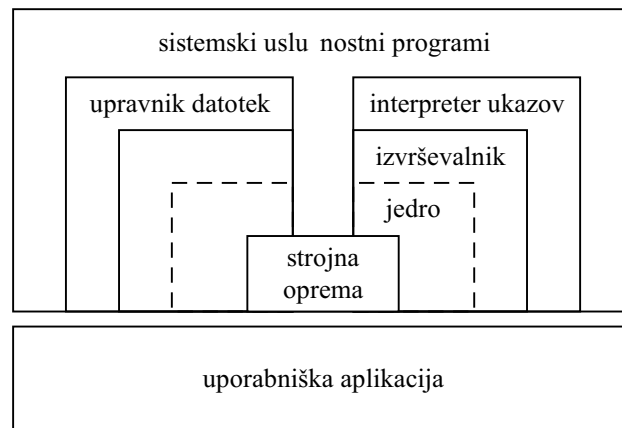 sistemski uslu nostni programi
upravnik datotek
interpreter ukazov
izvrševalnik
jedro
strojna
oprema
uporabniška aplikacija